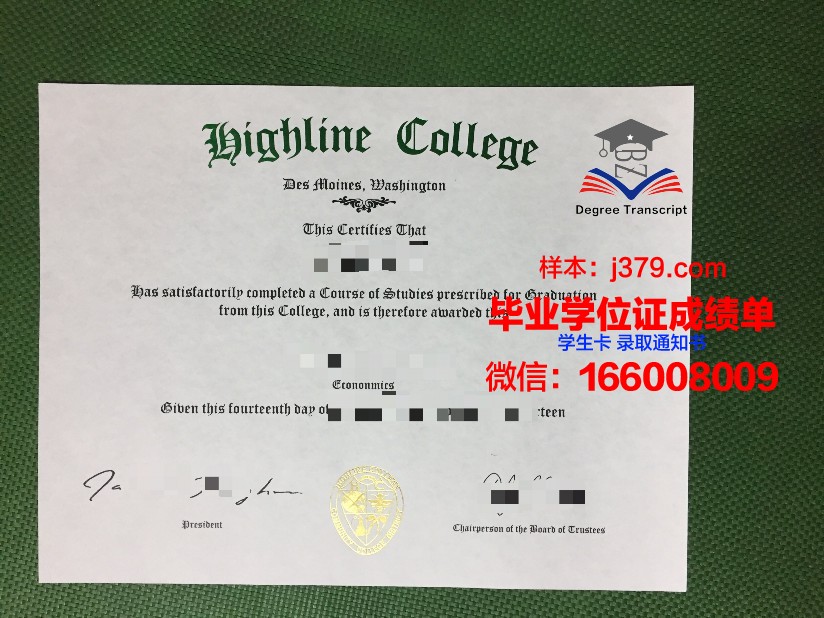 Highline College
Des Moines, Washington
Degree Transcript
This Certifies That
样本：j379.com
Has satisfactorily completed a Course of Studies prescribed for Graduation
from this College, and is therefore awarded this
毕业学位证成绩单
学生卡 录取通知书
微信：166008009
Econonmics
Given this fourteenth day of
teen
President
Chairperson of the Board of Trustees